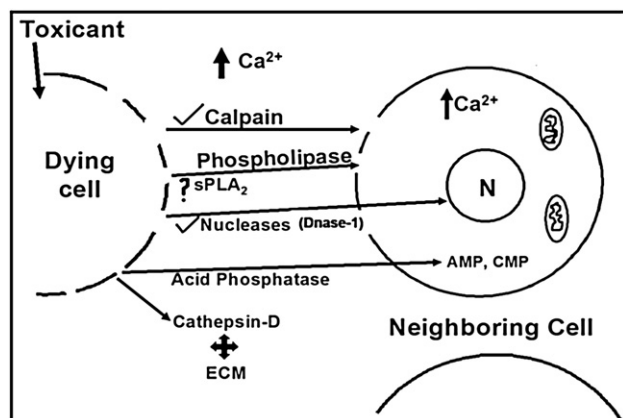 Toxicant
↑ Ca²⁺
↑Ca²⁺
✓ Calpain
Dying
cell
Phospholipase
? sPLA₂
N
✓ Nucleases (Dnase-1)
AMP, CMP
Acid Phosphatase
Cathepsin-D
ECM
Neighboring Cell